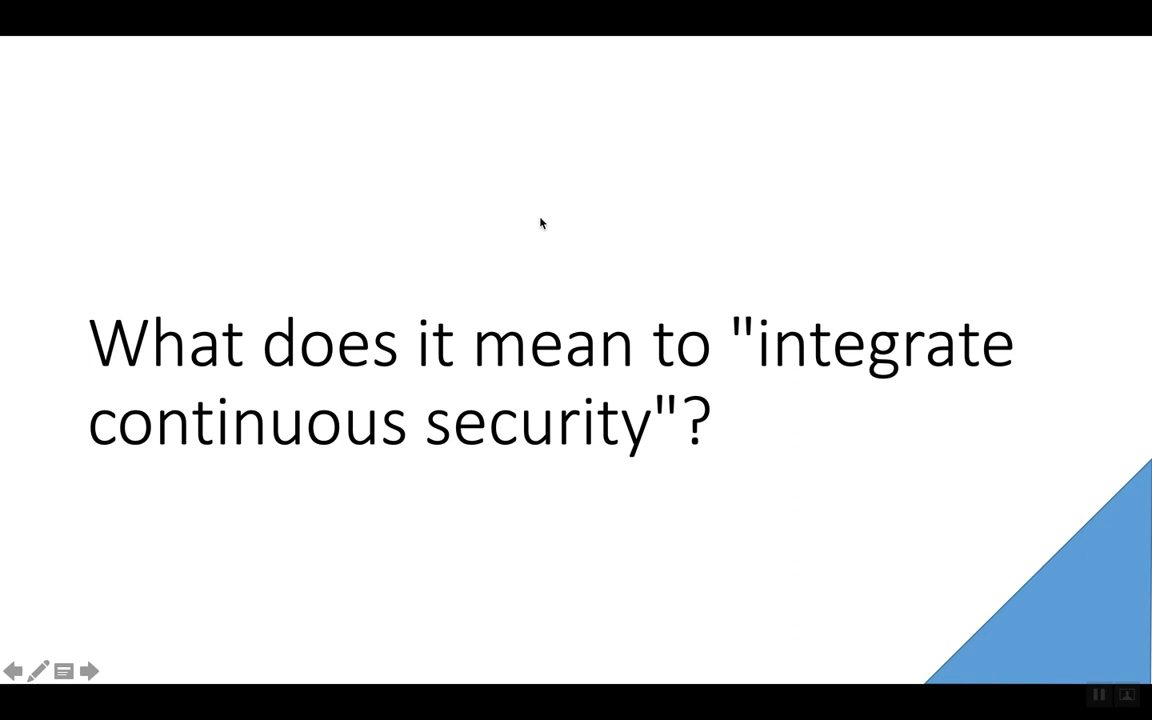 What does it mean to "integrate
continuous security"?